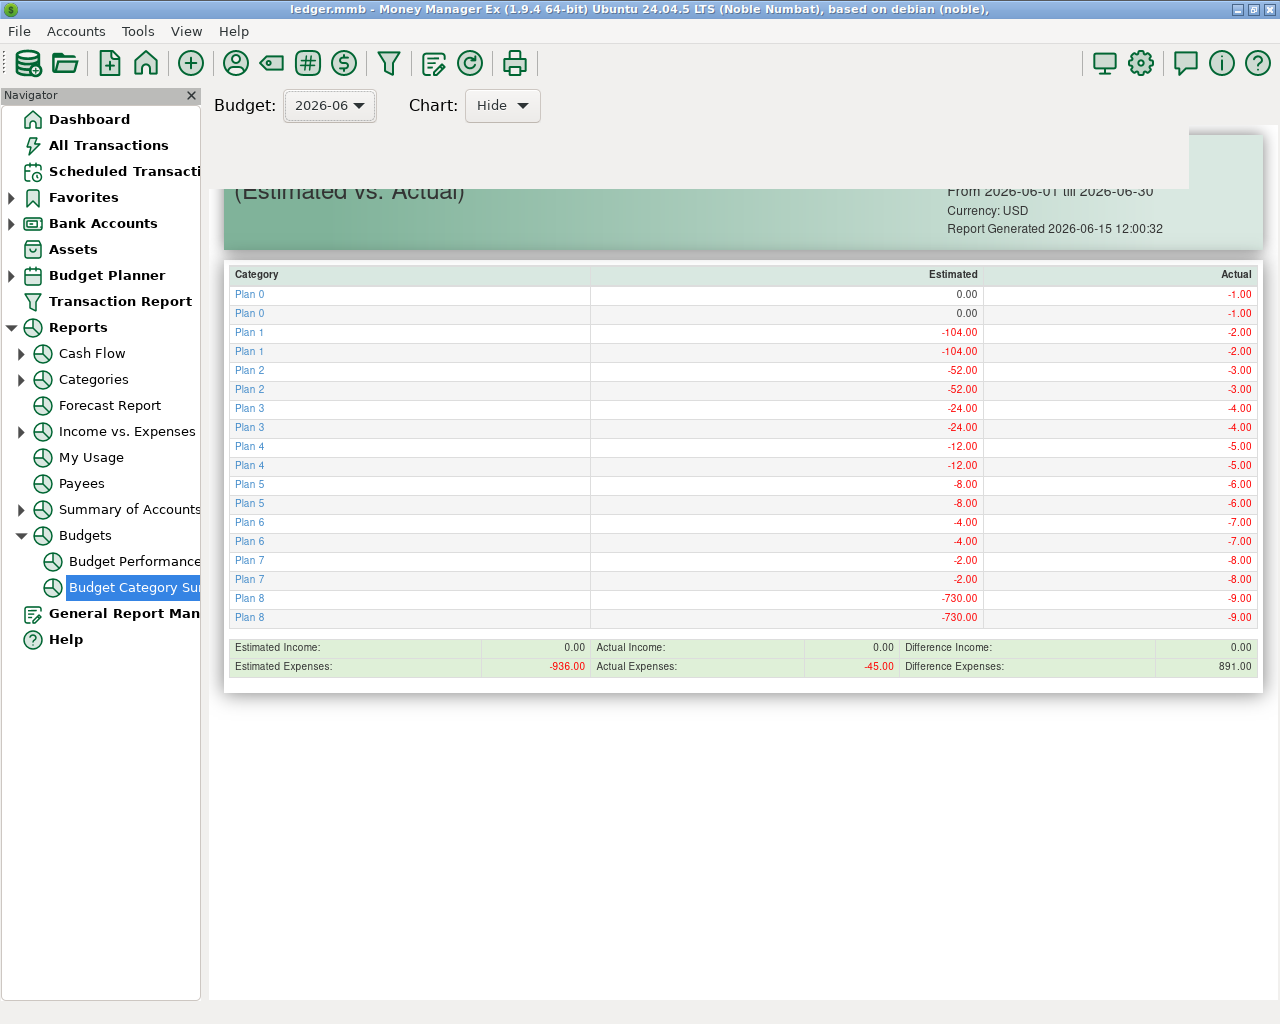 ledger.mmb - Money Manager Ex (1.9.4 64-bit) Ubuntu 24.04.5 LTS (Noble Numbat), based on debian (noble),
File Accounts Tools View Help
Navigator
Dashboard
All Transactions
Scheduled Transacti
Favorites
Bank Accounts
Assets
Budget Planner
Transaction Report
Reports
Cash Flow
Categories
Forecast Report
Income vs. Expenses
My Usage
Payees
Summary of Accounts
Budgets
Budget Performance
Budget Category Su
General Report Man
Help
Budget: 2026-06 Chart: Hide
(Estimated vs. Actual)
From 2026-06-01 till 2026-06-30
Currency: USD
Report Generated 2026-06-15 12:00:32
Category Estimated Actual
Plan 0 0.00 -1.00
Plan 0 0.00 -1.00
Plan 1 -104.00 -2.00
Plan 1 -104.00 -2.00
Plan 2 -52.00 -3.00
Plan 2 -52.00 -3.00
Plan 3 -24.00 -4.00
Plan 3 -24.00 -4.00
Plan 4 -12.00 -5.00
Plan 4 -12.00 -5.00
Plan 5 -8.00 -6.00
Plan 5 -8.00 -6.00
Plan 6 -4.00 -7.00
Plan 6 -4.00 -7.00
Plan 7 -2.00 -8.00
Plan 7 -2.00 -8.00
Plan 8 -730.00 -9.00
Plan 8 -730.00 -9.00
Estimated Income: 0.00 Actual Income: 0.00 Difference Income: 0.00
Estimated Expenses: -936.00 Actual Expenses: -45.00 Difference Expenses: 891.00